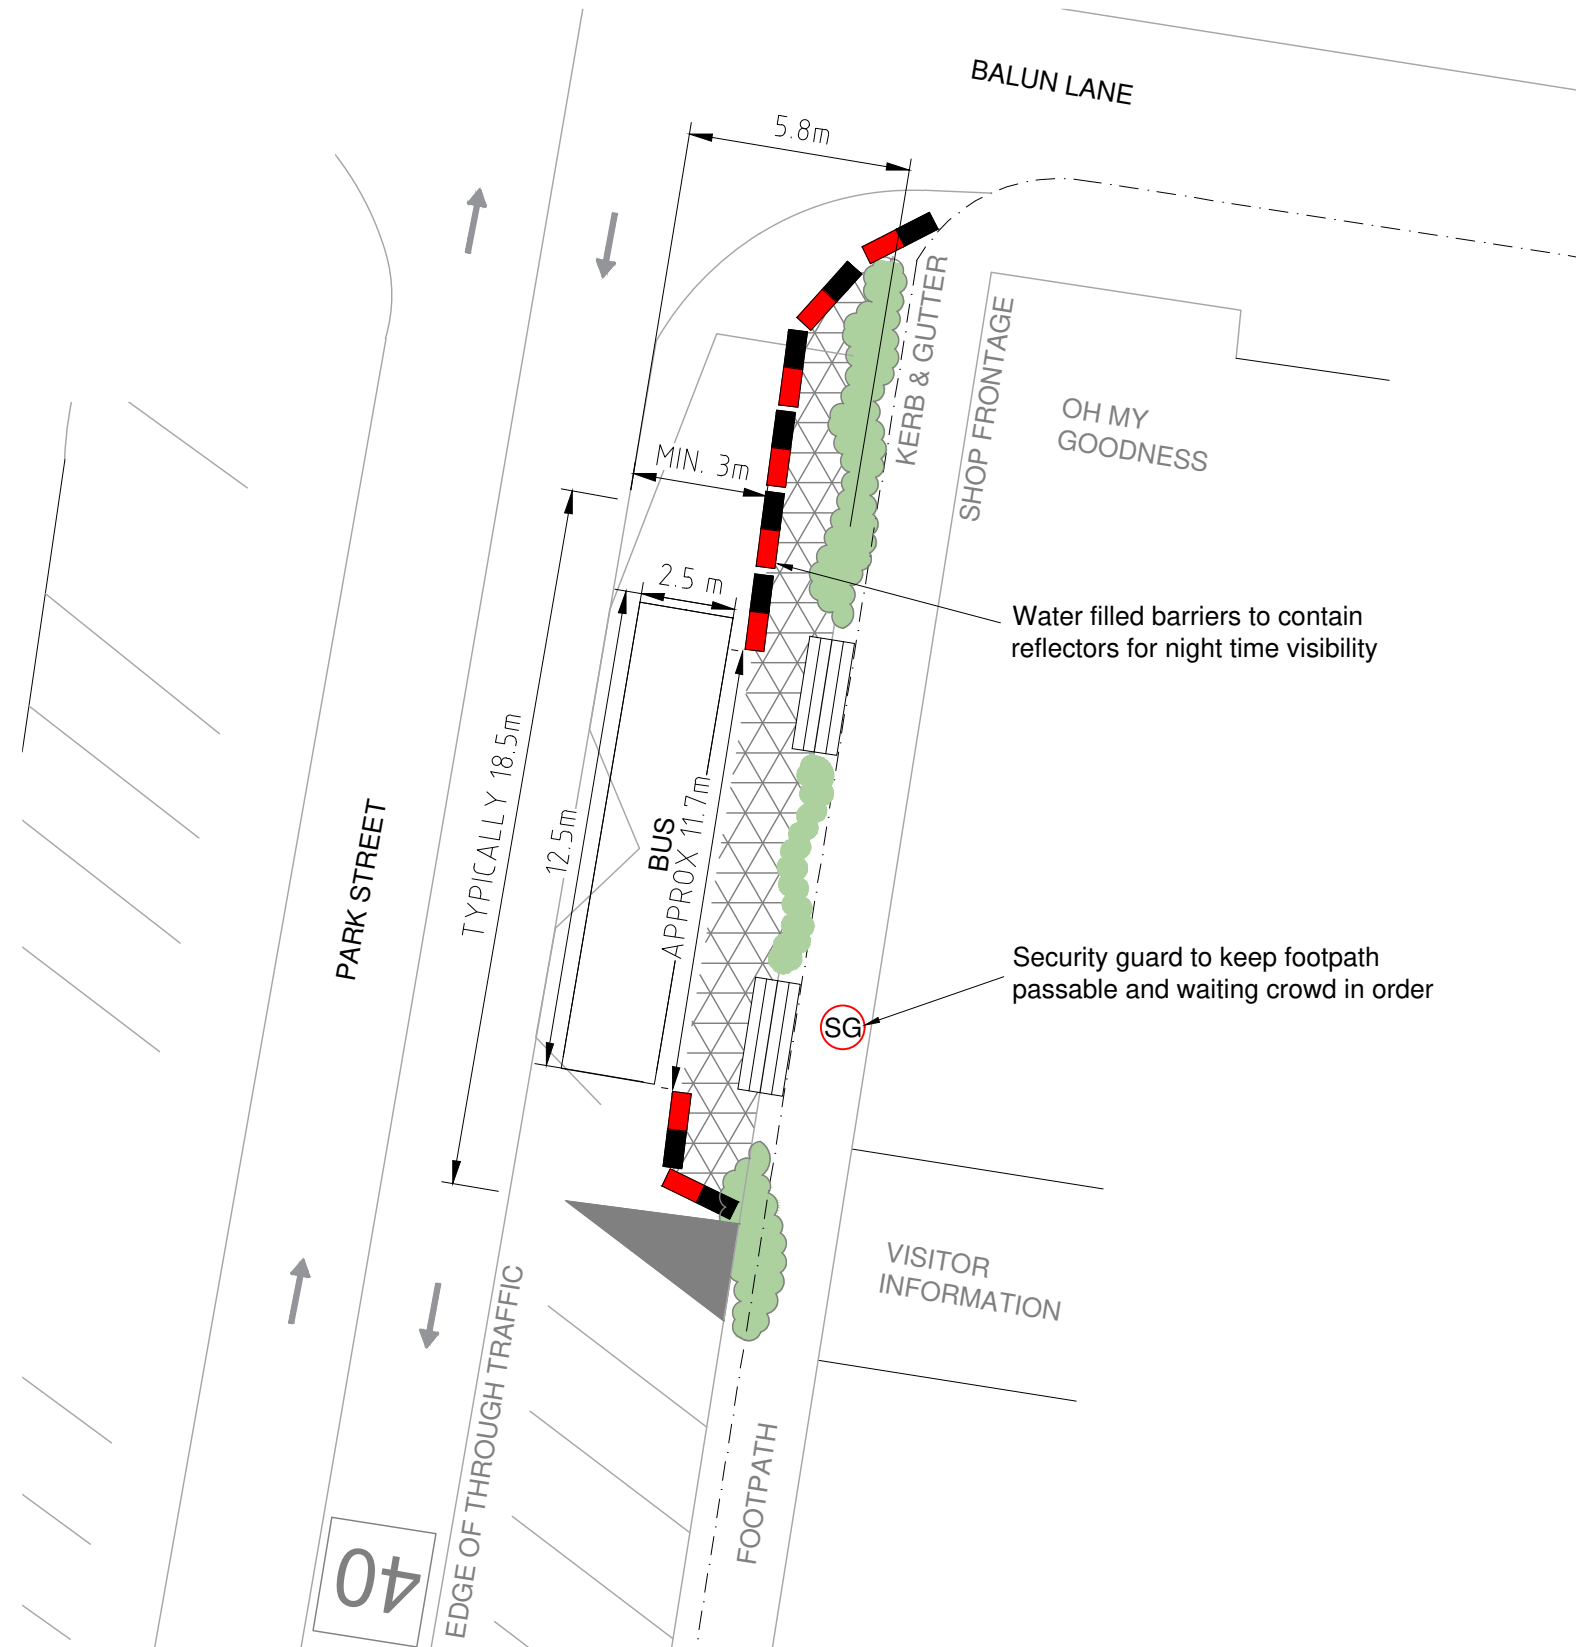 BALUN LANE
5.8m
KERB & GUTTER
SHOP FRONTAGE
OH MY
GOODNESS
MIN. 3m
2.5 m
Water filled barriers to contain
reflectors for night time visibility
TYPICALLY 18.5m
12.5m
BUS
APPROX 11.7m
PARK STREET
Security guard to keep footpath
passable and waiting crowd in order
SG
VISITOR
INFORMATION
EDGE OF THROUGH TRAFFIC
FOOTPATH
40